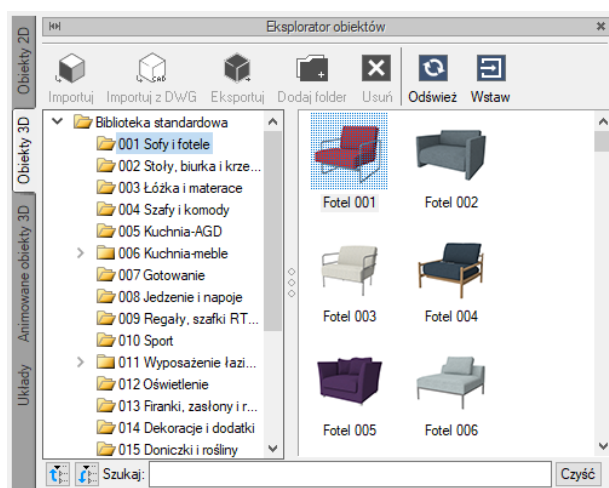 Eksplorator obiektów
Obiekty 2D
Obiekty 3D
Animowane obiekty 3D
Układy
Importuj
Importuj z DWG
Eksportuj
Dodaj folder
Usuń
Odśwież
Wstaw
Biblioteka standardowa
001 Sofy i fotele
002 Stoły, biurka i krze...
003 Łóżka i materace
004 Szafy i komody
005 Kuchnia-AGD
006 Kuchnia-meble
007 Gotowanie
008 Jedzenie i napoje
009 Regały, szafki RT...
010 Sport
011 Wyposażenie łazi...
012 Oświetlenie
013 Firanki, zasłony i r...
014 Dekoracje i dodatki
015 Doniczki i rośliny
Fotel 001
Fotel 002
Fotel 003
Fotel 004
Fotel 005
Fotel 006
Szukaj:
Czyść